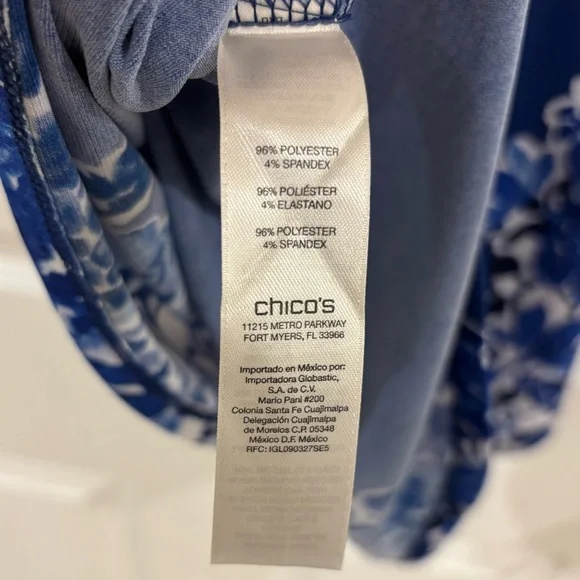 96% POLYESTER
4% SPANDEX
96% POLIÉSTER
4% ELASTANO
96% POLYESTER
4% SPANDEX
chico's
11215 METRO PARKWAY
FORT MYERS, FL 33966
Importado en México por:
Importadora Globastic,
S.A. de C.V.
Mario Pani #200
Colonia Santa Fe Cuajimalpa
Delegación Cuajimalpa
de Morelos C.P. 05348
México D.F. México
RFC: IGL090327SE5